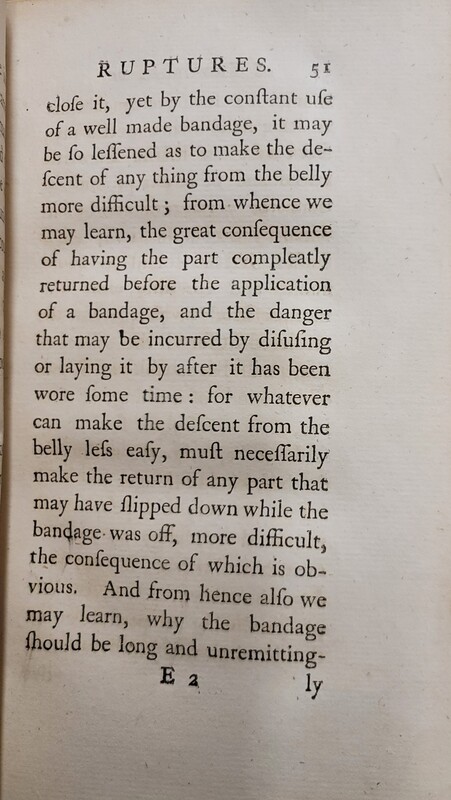 RUPTURES. 51
cloſe it, yet by the conſtant uſe
of a well made bandage, it may
be ſo leſſened as to make the de-
ſcent of any thing from the belly
more difficult; from whence we
may learn, the great conſequence
of having the part compleatly
returned before the application
of a bandage, and the danger
that may be incurred by diſuſing
or laying it by after it has been
wore ſome time: for whatever
can make the deſcent from the
belly leſs eaſy, muſt neceſſarily
make the return of any part that
may have ſlipped down while the
bandage was off, more difficult,
the conſequence of which is ob-
vious. And from hence alſo we
may learn, why the bandage
ſhould be long and unremitting-
E 2 ly